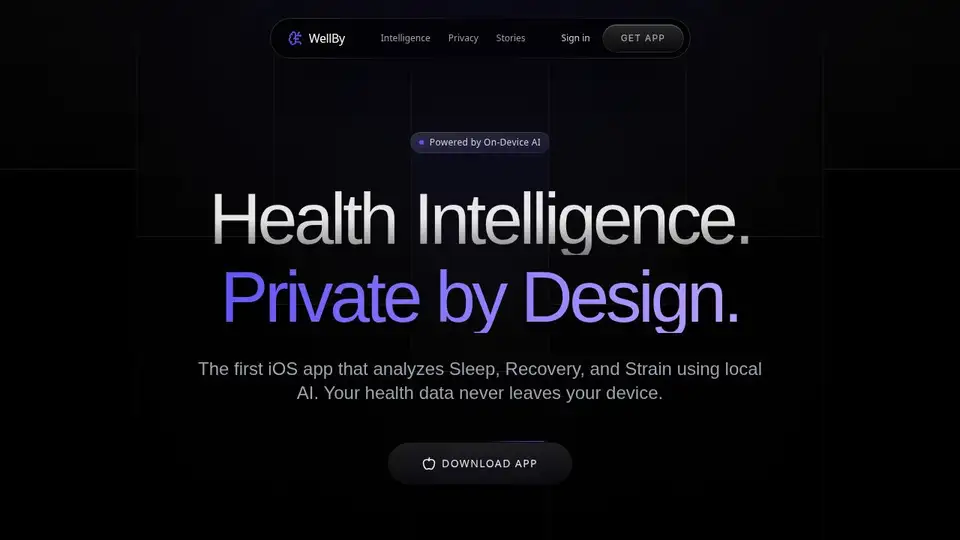 WellBy
Intelligence
Privacy
Stories
Sign in
GET APP
Powered by On-Device AI
Health Intelligence.
Private by Design.
The first iOS app that analyzes Sleep, Recovery, and Strain using local
AI. Your health data never leaves your device.
DOWNLOAD APP